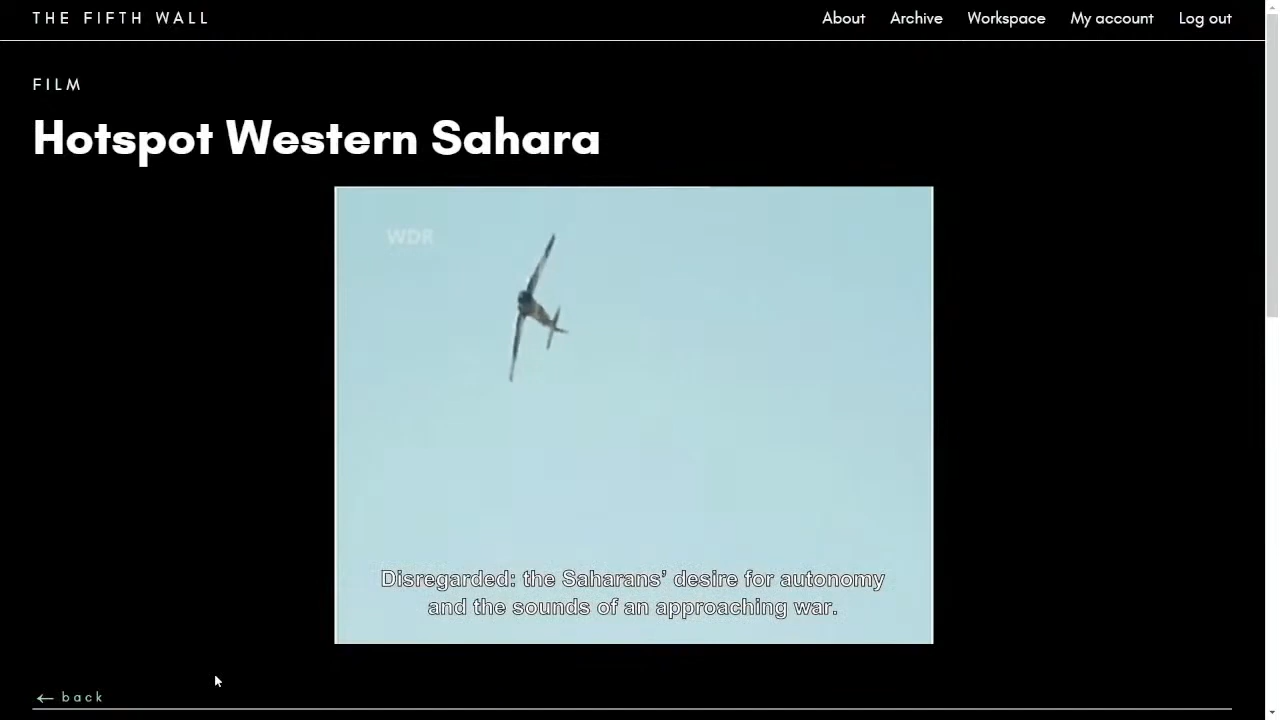 THE FIFTH WALL
About Archive Workspace My account Log out
FILM
Hotspot Western Sahara
WDR
Disregarded: the Saharans’ desire for autonomy
and the sounds of an approaching war.
← back